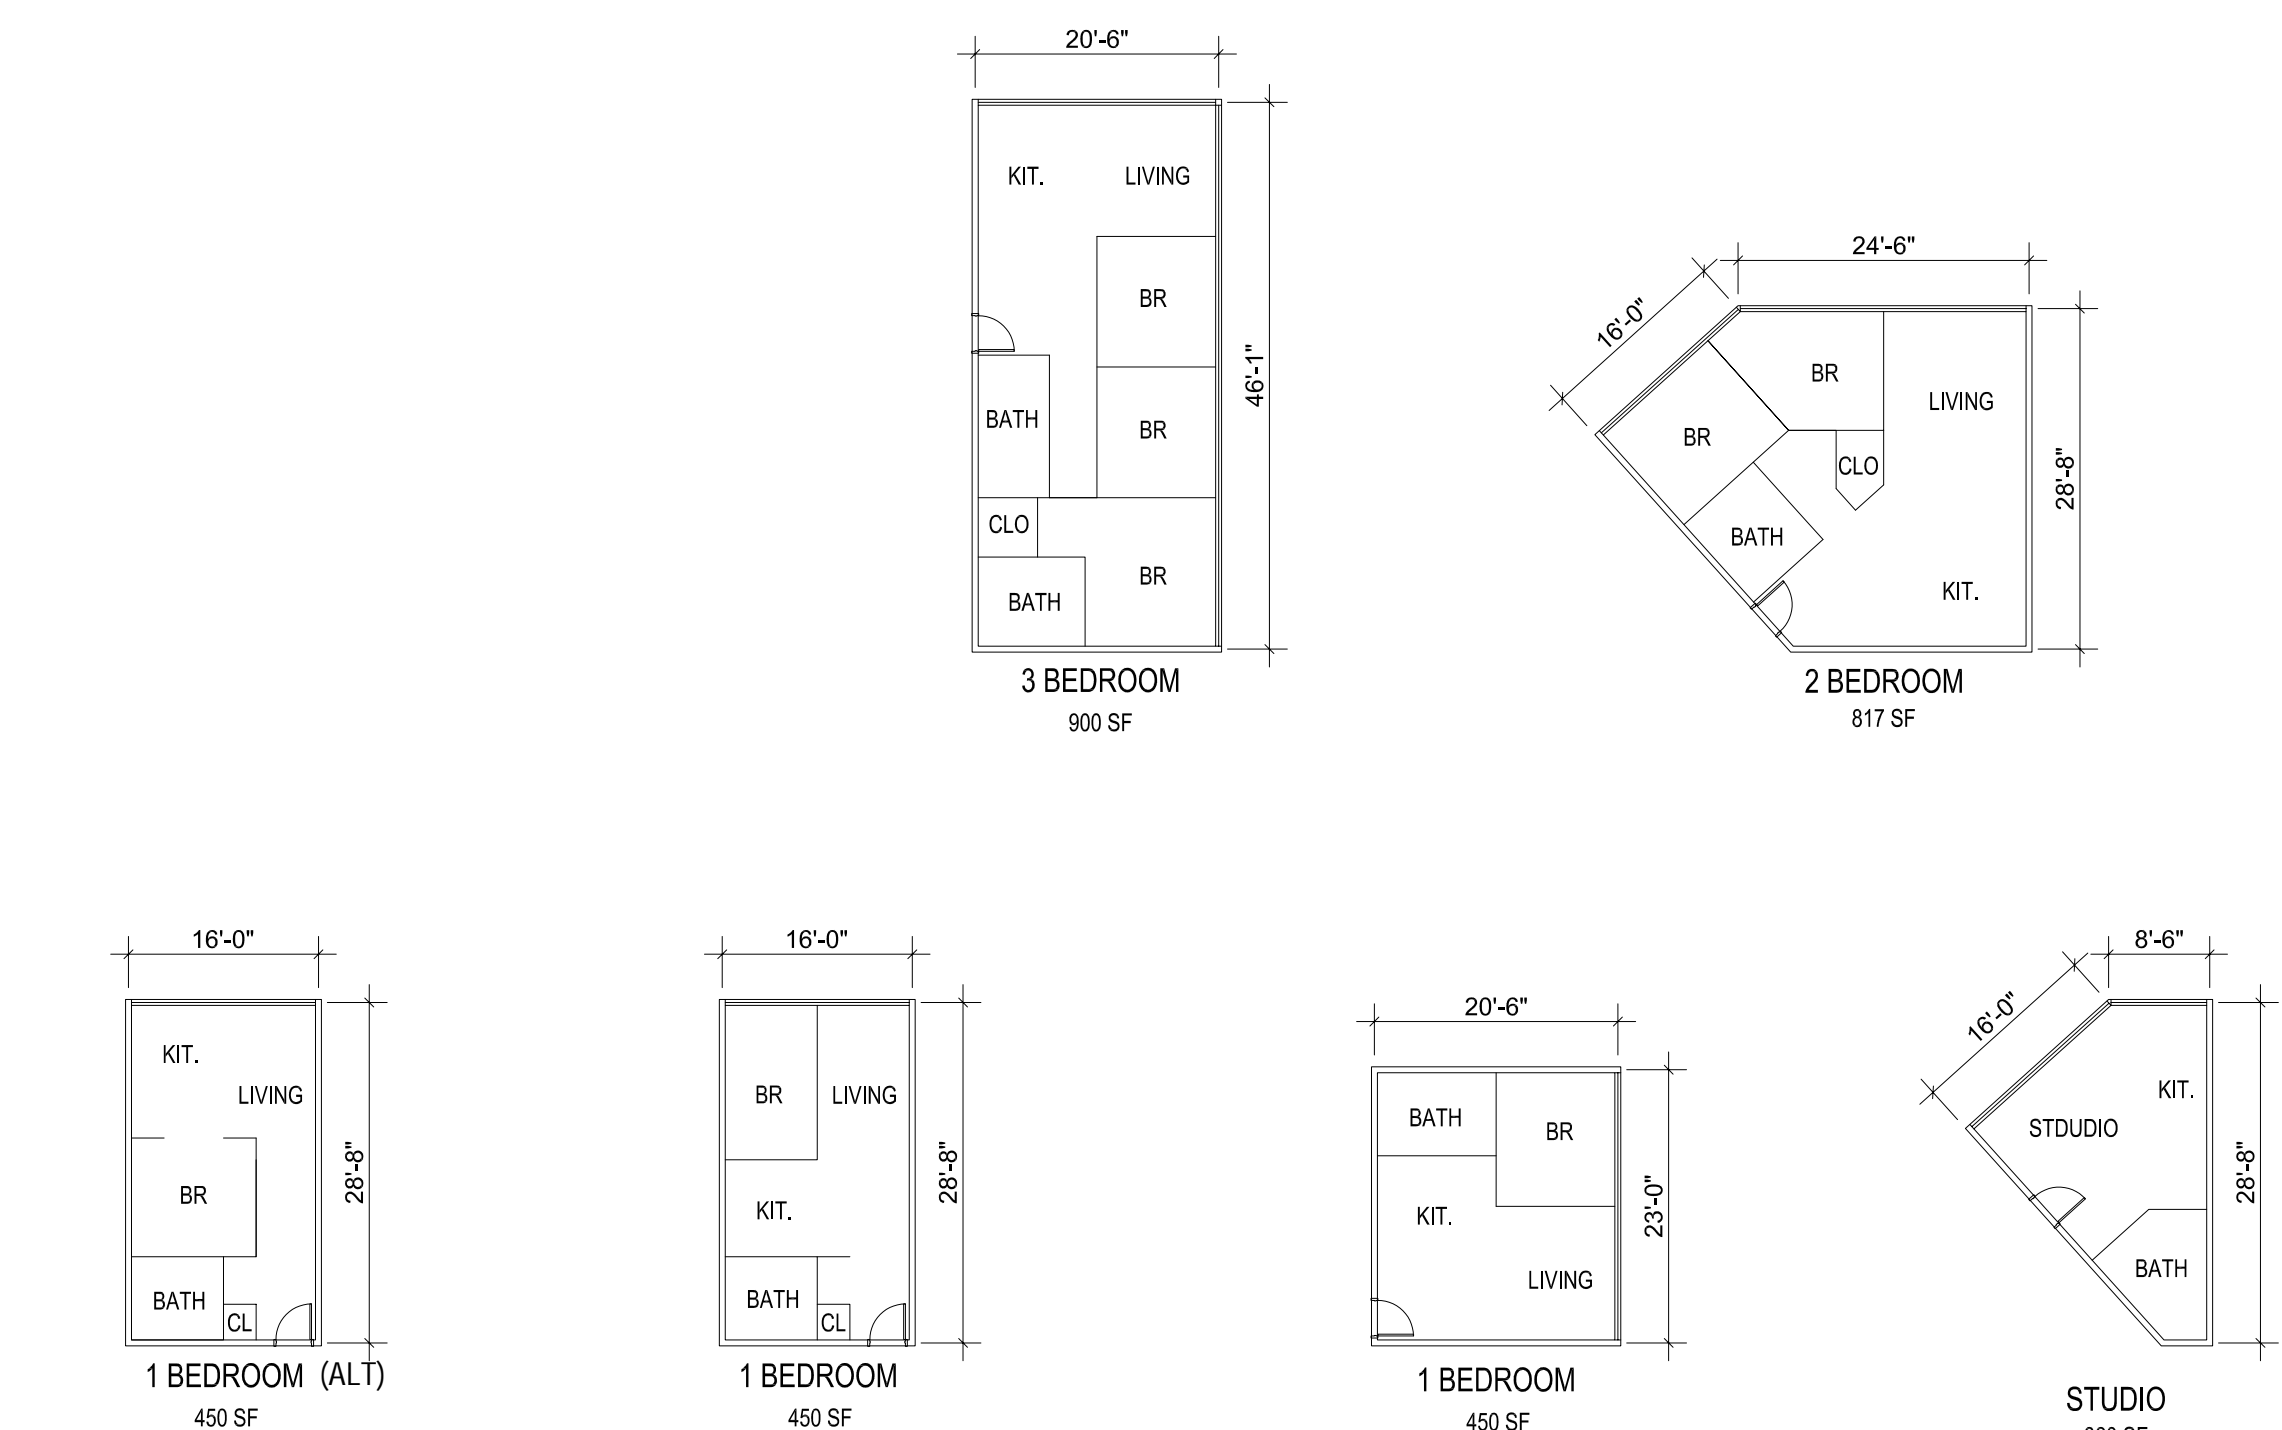 20'-6"
KIT. LIVING
BR
46'-1"
BATH
BR
CLO
BR
BATH
3 BEDROOM
900 SF
24'-6"
16'-0"
BR
LIVING
BR
CLO
28'-8"
BATH
KIT.
2 BEDROOM
817 SF
16'-0"
KIT.
LIVING
28'-8"
BR
BATH
CL
1 BEDROOM (ALT)
450 SF
16'-0"
BR LIVING
28'-8"
KIT.
BATH
CL
1 BEDROOM
450 SF
20'-6"
BATH
BR
23'-0"
KIT.
LIVING
1 BEDROOM
450 SF
8'-6"
16'-0"
KIT.
STDUDIO
28'-8"
BATH
STUDIO
SF